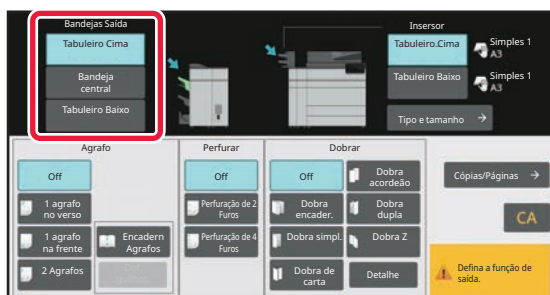 Bandejas Saída
Tabuleiro Cima
Bandeja
central
Tabuleiro Baixo
Insersor
Tabuleiro.Cima
Simples 1
A3
Tabuleiro Baixo
Simples 1
A3
Tipo e tamanho
Agrafo
Off
1 agrafo
no verso
1 agrafo
na frente
2 Agrafos
Encadern
Agrafos
Perfurar
Off
Perfuração de 2
Furos
Perfuração de 4
Furos
Dobrar
Off
Dobra
acordeão
Dobra
encader.
Dobra
dupla
Dobra simpl.
Dobra Z
Dobra de
carta
Detalhe
Cópias/Páginas
CA
Defina a função de
saída.